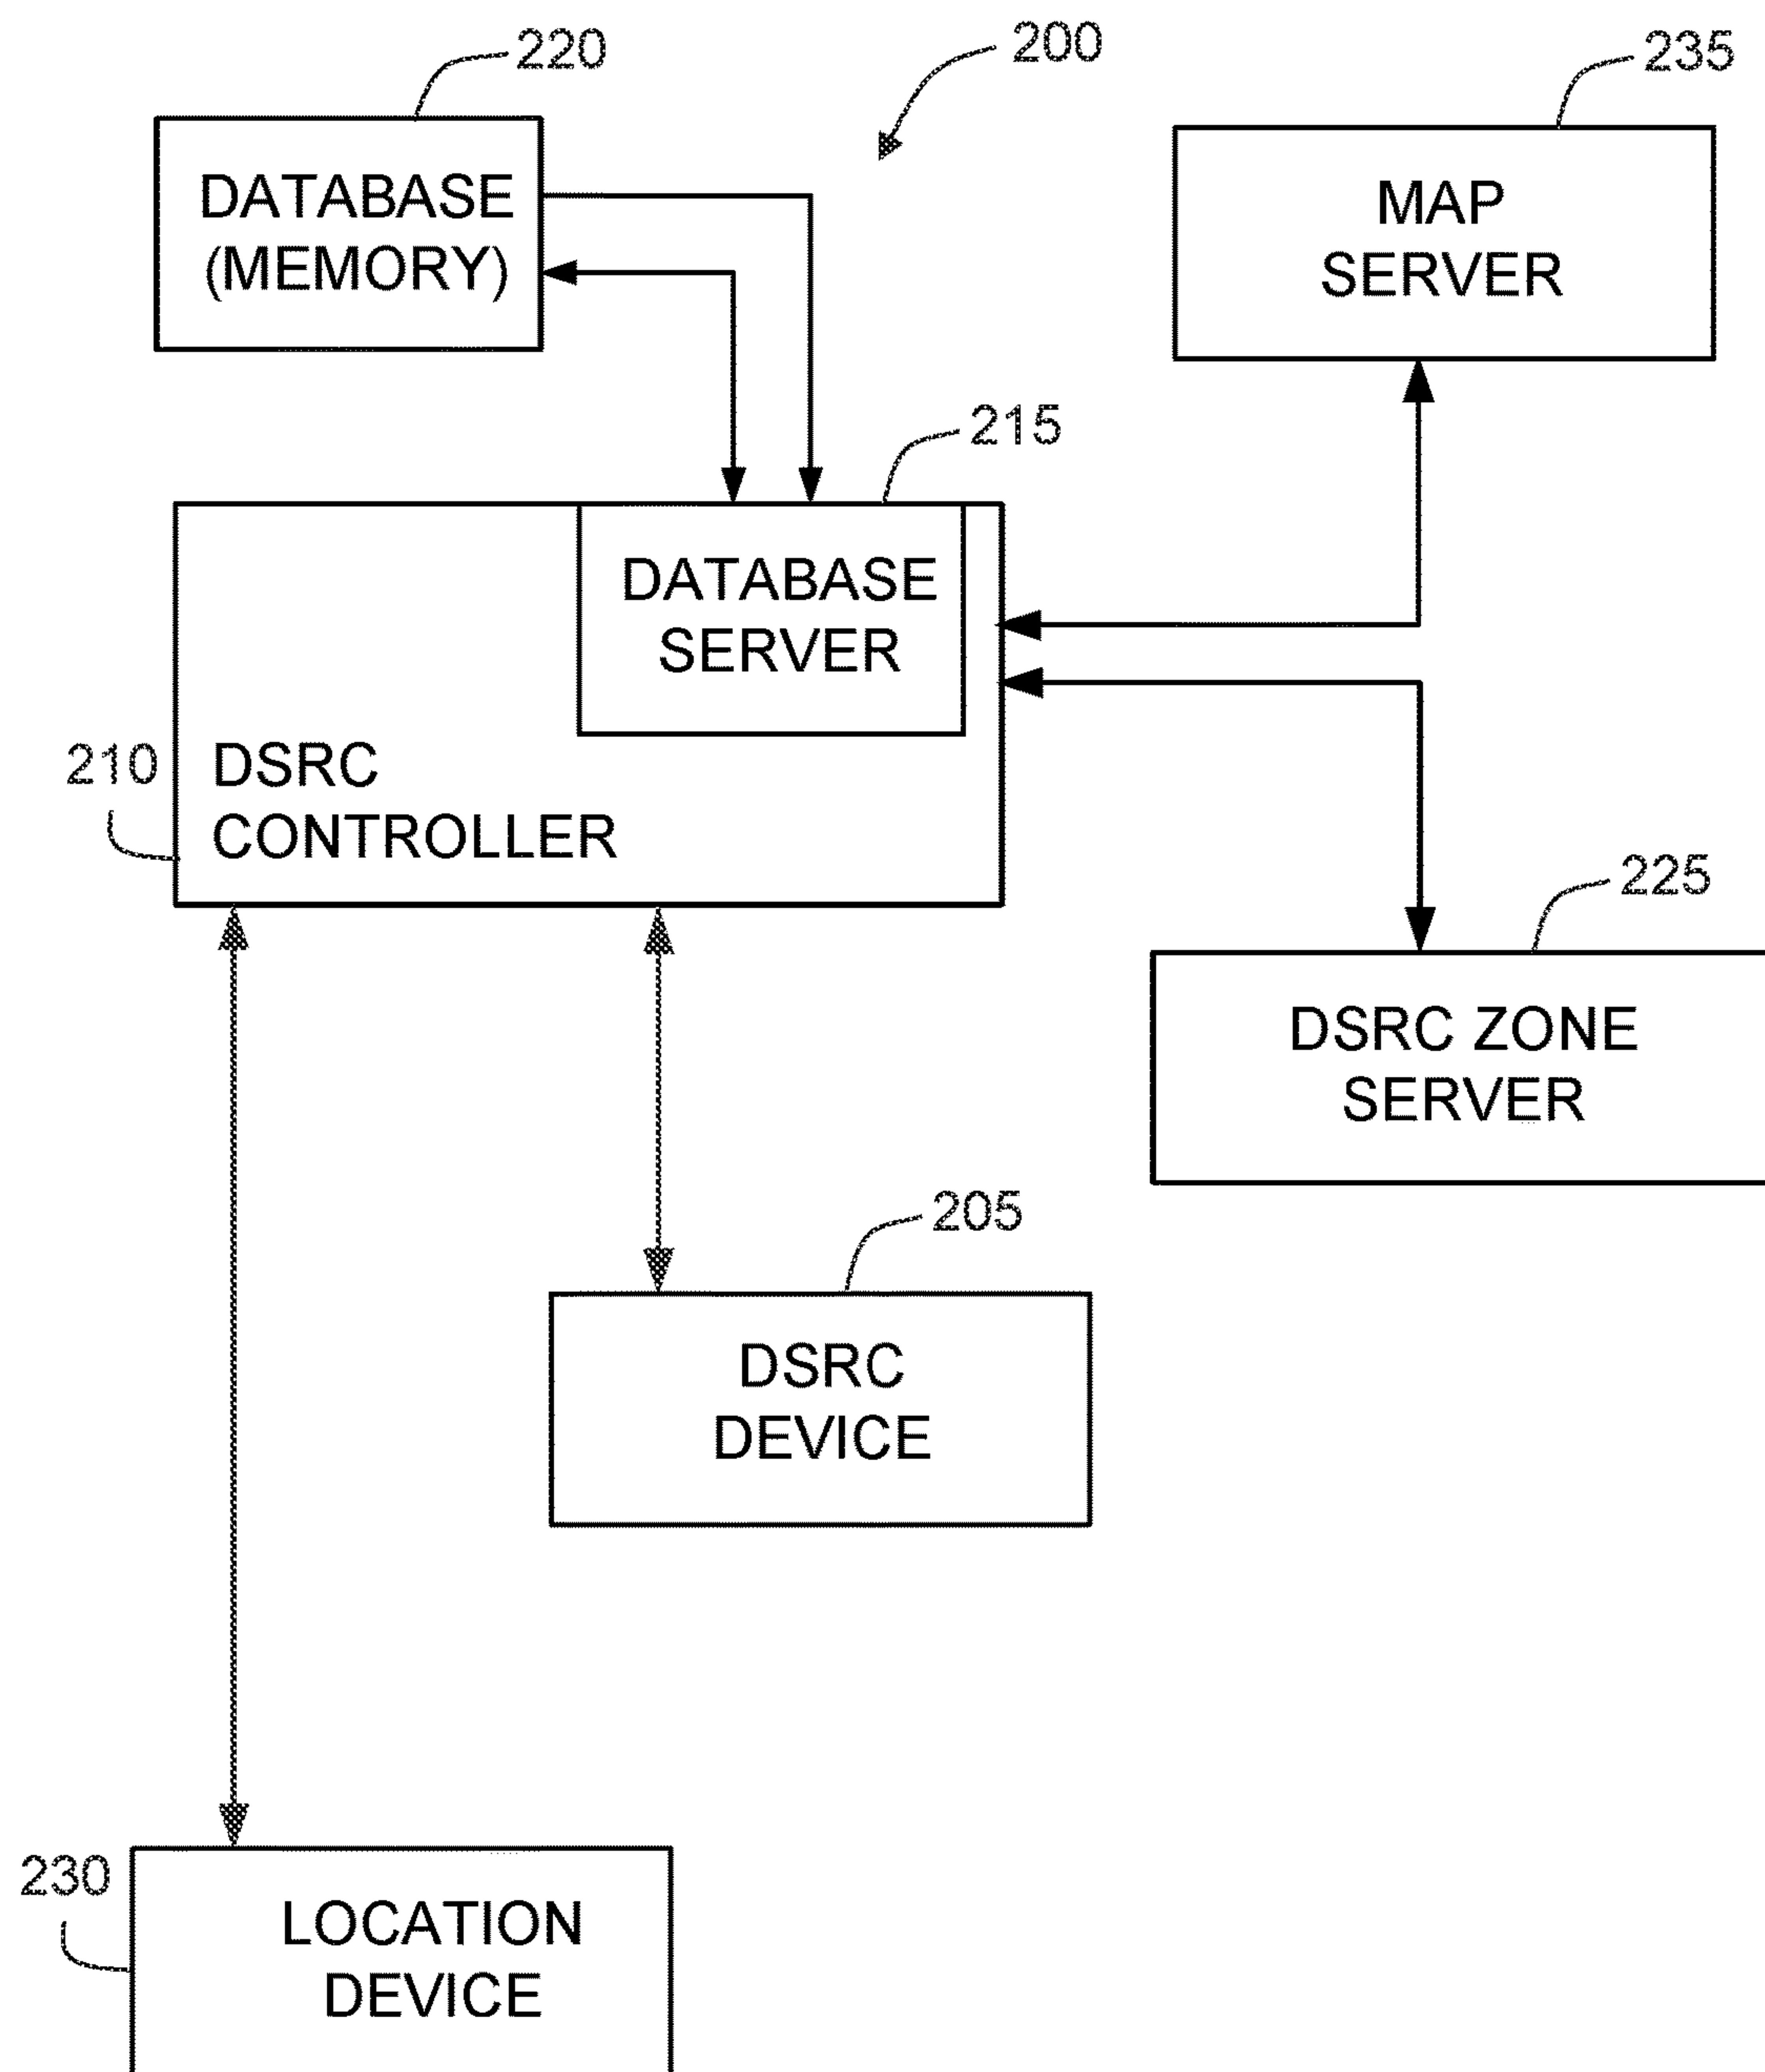 220
200
235
DATABASE
(MEMORY)
MAP
SERVER
215
DATABASE
SERVER
210
DSRC
CONTROLLER
225
DSRC ZONE
SERVER
205
DSRC
DEVICE
230
LOCATION
DEVICE